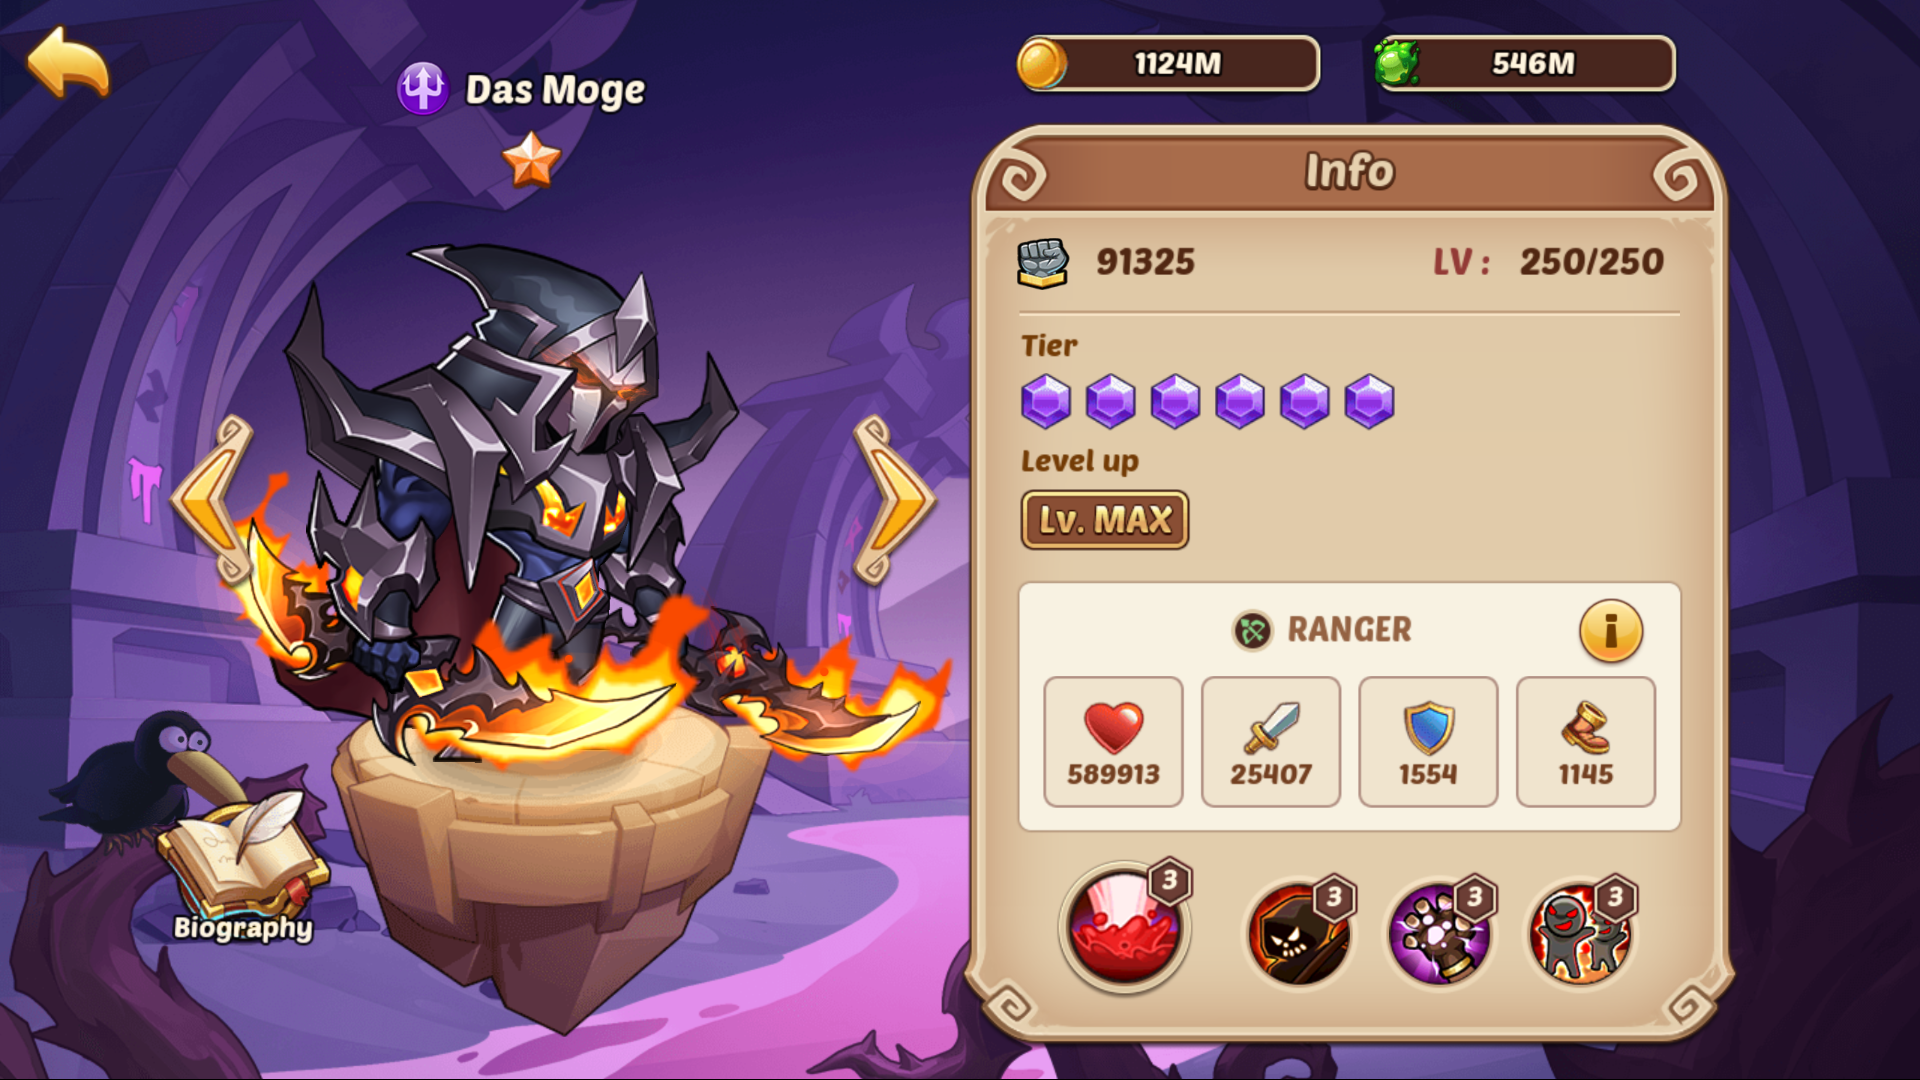 Das Moge
1124M
546M
Info
91325
LV : 250/250
Tier
Level up
Lv. MAX
RANGER
589913
25407
1554
1145
3
3
3
3
Biography